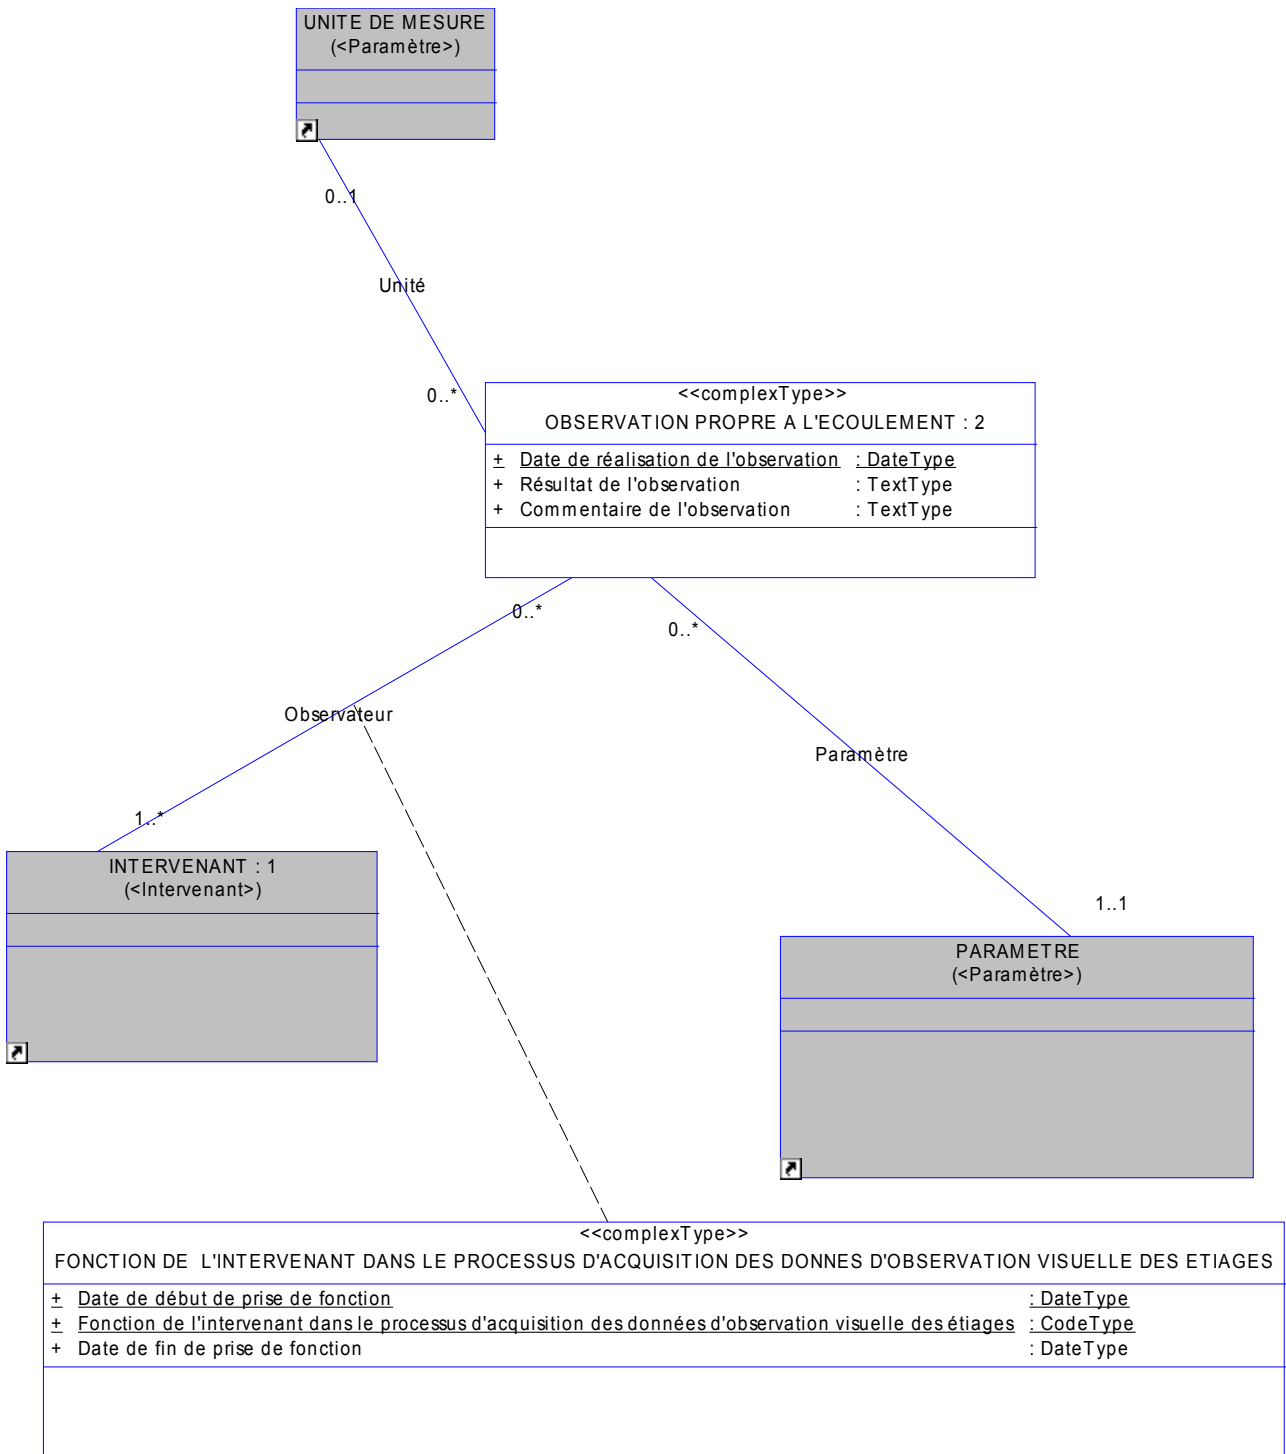 UNITE DE MESURE
(<Paramètre>)
0..1
Unité
0..*
<<complexType>>
OBSERVATION PROPRE A L'ECOULEMENT : 2
+ Date de réalisation de l'observation : DateType
+ Résultat de l'observation : TextType
+ Commentaire de l'observation : TextType
0..*
0..*
Observateur
Paramètre
1..*
INTERVENANT : 1
(<Intervenant>)
1..1
PARAMETRE
(<Paramètre>)
<<complexType>>
FONCTION DE L'INTERVENANT DANS LE PROCESSUS D'ACQUISITION DES DONNES D'OBSERVATION VISUELLE DES ETIAGES
+ Date de début de prise de fonction : DateType
+ Fonction de l'intervenant dans le processus d'acquisition des données d'observation visuelle des étiages : CodeType
+ Date de fin de prise de fonction : DateType